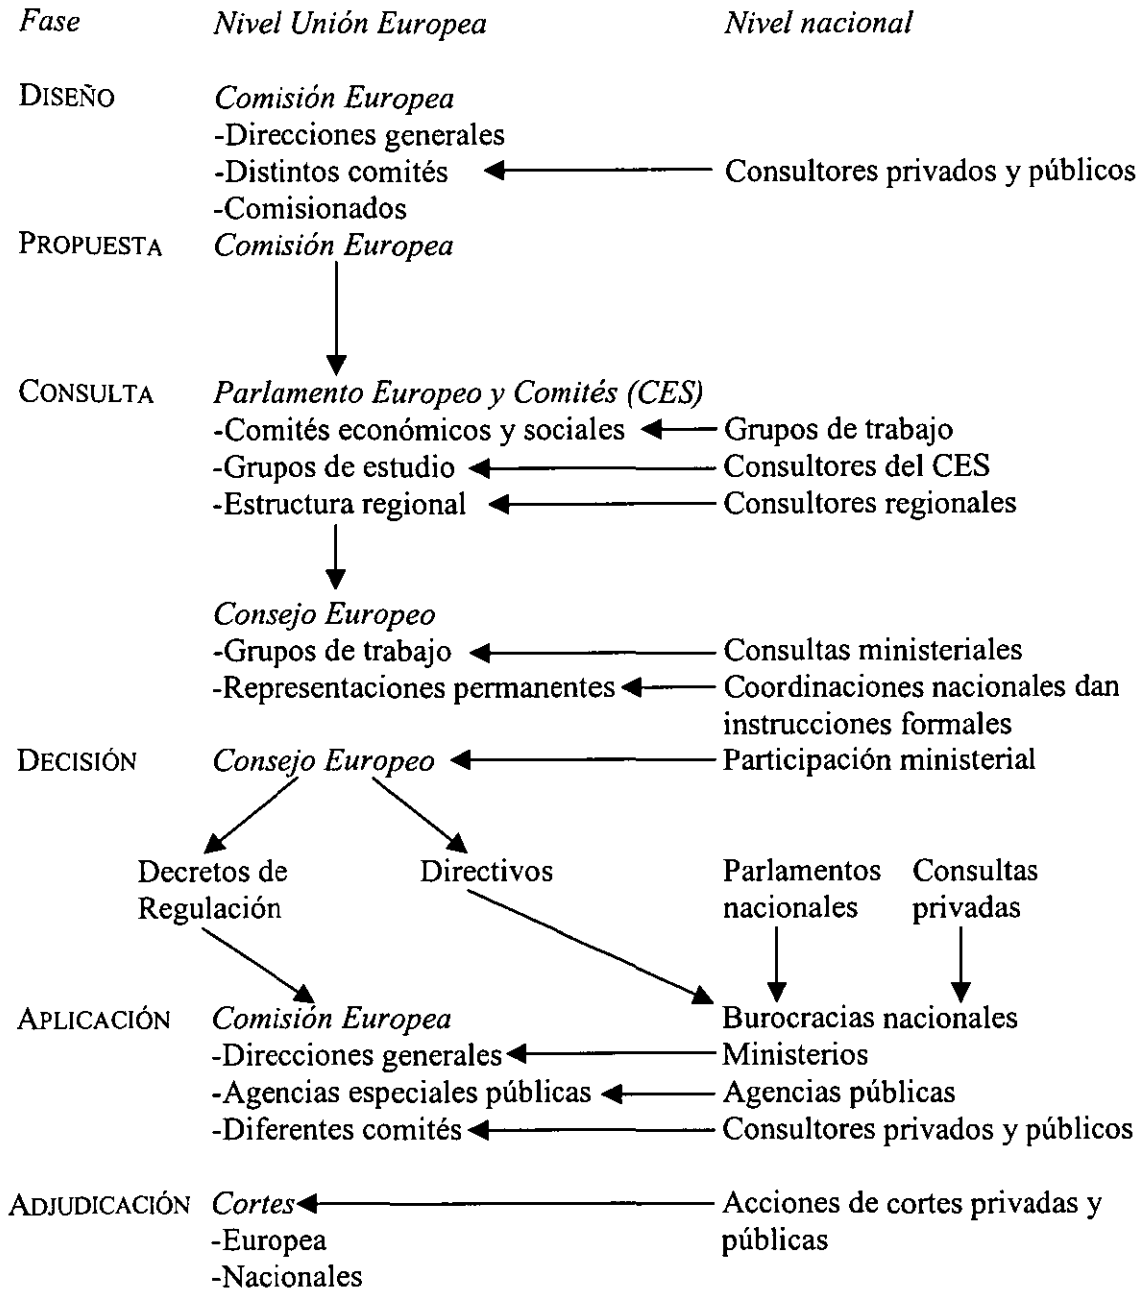 Fase Nivel Unión Europea Nivel nacional
DISEÑO Comisión Europea
-Direcciones generales
-Distintos comités Consultores privados y públicos
-Comisionados
PROPUESTA Comisión Europea
CONSULTA Parlamento Europeo y Comités (CES)
-Comités económicos y sociales Grupos de trabajo
-Grupos de estudio Consultores del CES
-Estructura regional Consultores regionales
Consejo Europeo
-Grupos de trabajo Consultas ministeriales
-Representaciones permanentes Coordinaciones nacionales dan
instrucciones formales
DECISIÓN Consejo Europeo Participación ministerial
Decretos de Directivos Parlamentos Consultas
Regulación nacionales privadas
APLICACIÓN Comisión Europea Burocracias nacionales
-Direcciones generales Ministerios
-Agencias especiales públicas Agencias públicas
-Diferentes comités Consultores privados y públicos
ADJUDICACIÓN Cortes Acciones de cortes privadas y
-Europea públicas
-Nacionales